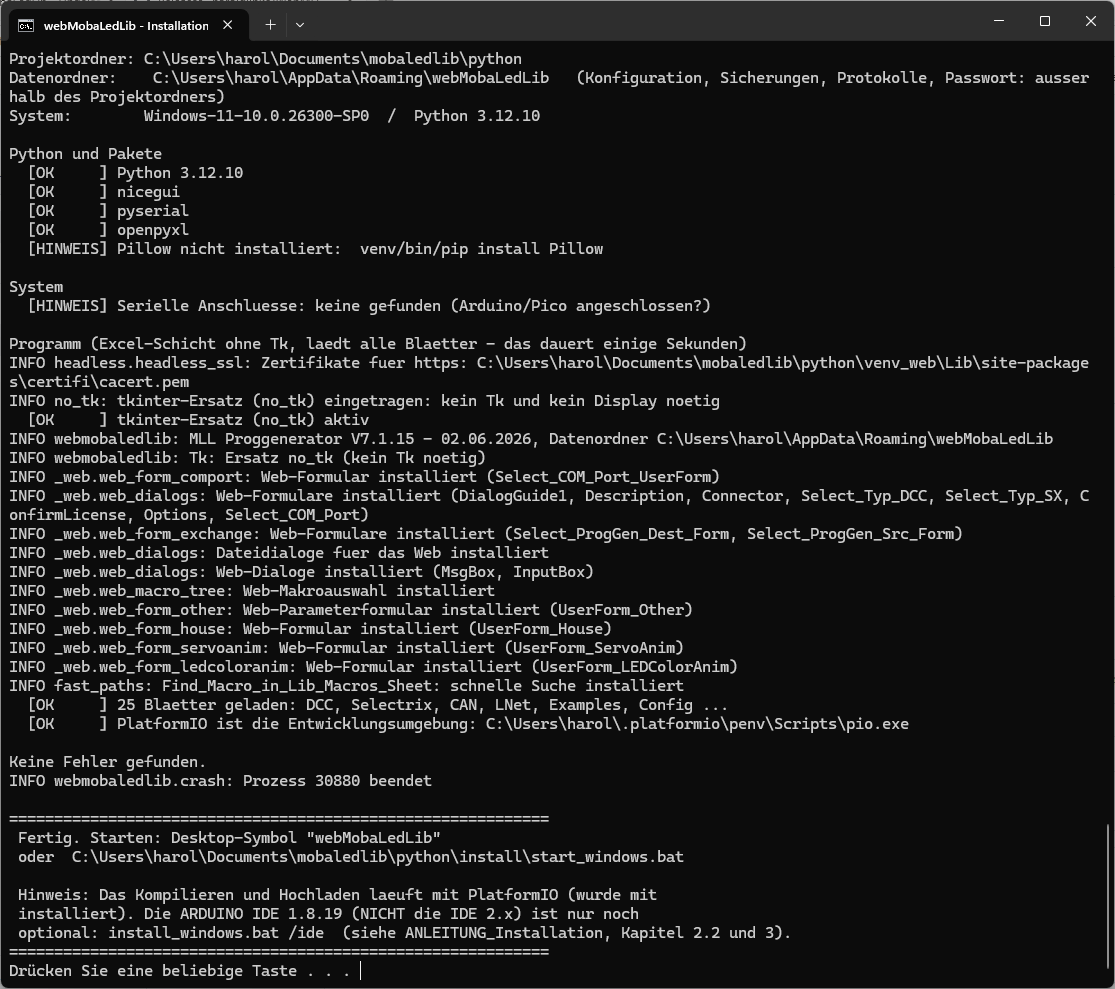 webMobaLedLib - Installation
Projektordner: C:\Users\harol\Documents\mobaledlib\python
Datenordner:    C:\Users\harol\AppData\Roaming\webMobaLedLib   (Konfiguration, Sicherungen, Protokolle, Passwort: ausser
halb des Projektordners)
System:        Windows-11-10.0.26300-SP0  /  Python 3.12.10
Python und Pakete
  [OK     ] Python 3.12.10
  [OK     ] nicegui
  [OK     ] pyserial
  [OK     ] openpyxl
  [HINWEIS] Pillow nicht installiert:  venv/bin/pip install Pillow
System
  [HINWEIS] Serielle Anschluesse: keine gefunden (Arduino/Pico angeschlossen?)
Programm (Excel-Schicht ohne Tk, laedt alle Blaetter - das dauert einige Sekunden)
INFO headless.headless_ssl: Zertifikate fuer https: C:\Users\harol\Documents\mobaledlib\python\venv_web\Lib\site-package
s\certifi\cacert.pem
INFO no_tk: tkinter-Ersatz (no_tk) eingetragen: kein Tk und kein Display noetig
  [OK     ] tkinter-Ersatz (no_tk) aktiv
INFO webmobaledlib: MLL Proggenerator V7.1.15 - 02.06.2026, Datenordner C:\Users\harol\AppData\Roaming\webMobaLedLib
INFO webmobaledlib: Tk: Ersatz no_tk (kein Tk noetig)
INFO _web.web_form_comport: Web-Formular installiert (Select_COM_Port_UserForm)
INFO _web.web_dialogs: Web-Formulare installiert (DialogGuide1, Description, Connector, Select_Typ_DCC, Select_Typ_SX, C
onfirmLicense, Options, Select_COM_Port)
INFO _web.web_form_exchange: Web-Formulare installiert (Select_ProgGen_Dest_Form, Select_ProgGen_Src_Form)
INFO _web.web_dialogs: Dateidialoge fuer das Web installiert
INFO _web.web_dialogs: Web-Dialoge installiert (MsgBox, InputBox)
INFO _web.web_macro_tree: Web-Makroauswahl installiert
INFO _web.web_form_other: Web-Parameterformular installiert (UserForm_Other)
INFO _web.web_form_house: Web-Formular installiert (UserForm_House)
INFO _web.web_form_servoanim: Web-Formular installiert (UserForm_ServoAnim)
INFO _web.web_form_ledcoloranim: Web-Formular installiert (UserForm_LEDColorAnim)
INFO fast_paths: Find_Macro_in_Lib_Macros_Sheet: schnelle Suche installiert
  [OK     ] 25 Blaetter geladen: DCC, Selectrix, CAN, LNet, Examples, Config ...
  [OK     ] PlatformIO ist die Entwicklungsumgebung: C:\Users\harol\.platformio\penv\Scripts\pio.exe
Keine Fehler gefunden.
INFO webmobaledlib.crash: Prozess 30880 beendet
============================================================
 Fertig. Starten: Desktop-Symbol "webMobaLedLib"
 oder  C:\Users\harol\Documents\mobaledlib\python\install\start_windows.bat
 Hinweis: Das Kompilieren und Hochladen laeuft mit PlatformIO (wurde mit
 installiert). Die ARDUINO IDE 1.8.19 (NICHT die IDE 2.x) ist nur noch
 optional: install_windows.bat /ide  (siehe ANLEITUNG_Installation, Kapitel 2.2 und 3).
============================================================
Drücken Sie eine beliebige Taste . . .